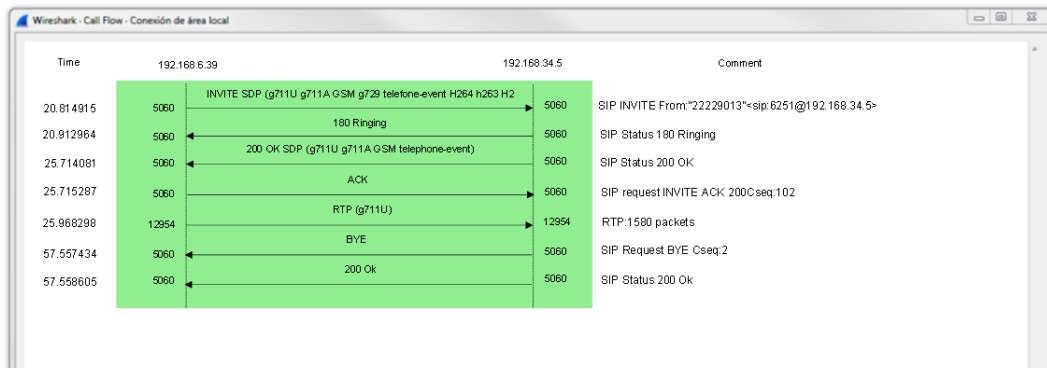 Wireshark - Call Flow - Conexión de área local
Time 192.168.6.39 192.168.34.5 Comment
INVITE SDP (g711U g711A GSM g729 telefone-event H264 h263 H2
20.814915 5060 5060 SIP INVITE From:"22229013"<sip:6251@192.168.34.5>
180 Ringing
20.912964 5060 5060 SIP Status 180 Ringing
200 OK SDP (g711U g711A GSM telephone-event)
25.714081 5060 5060 SIP Status 200 OK
ACK
25.715287 5060 5060 SIP request INVITE ACK 200Cseq:102
RTP (g711U)
25.968298 12954 12954 RTP:1580 packets
BYE
57.557434 5060 5060 SIP Request BYE Cseq:2
200 Ok
57.558605 5060 5060 SIP Status 200 Ok